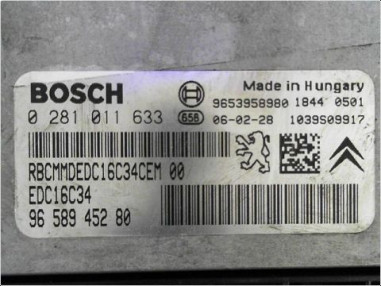 BOSCH
Made in Hungary
9653958980 1844 0501
0 281 011 633 656 06-02-28 1039S09917
RBCMMDEDC16C34CEM 00
EDC16C34
96 589 452 80